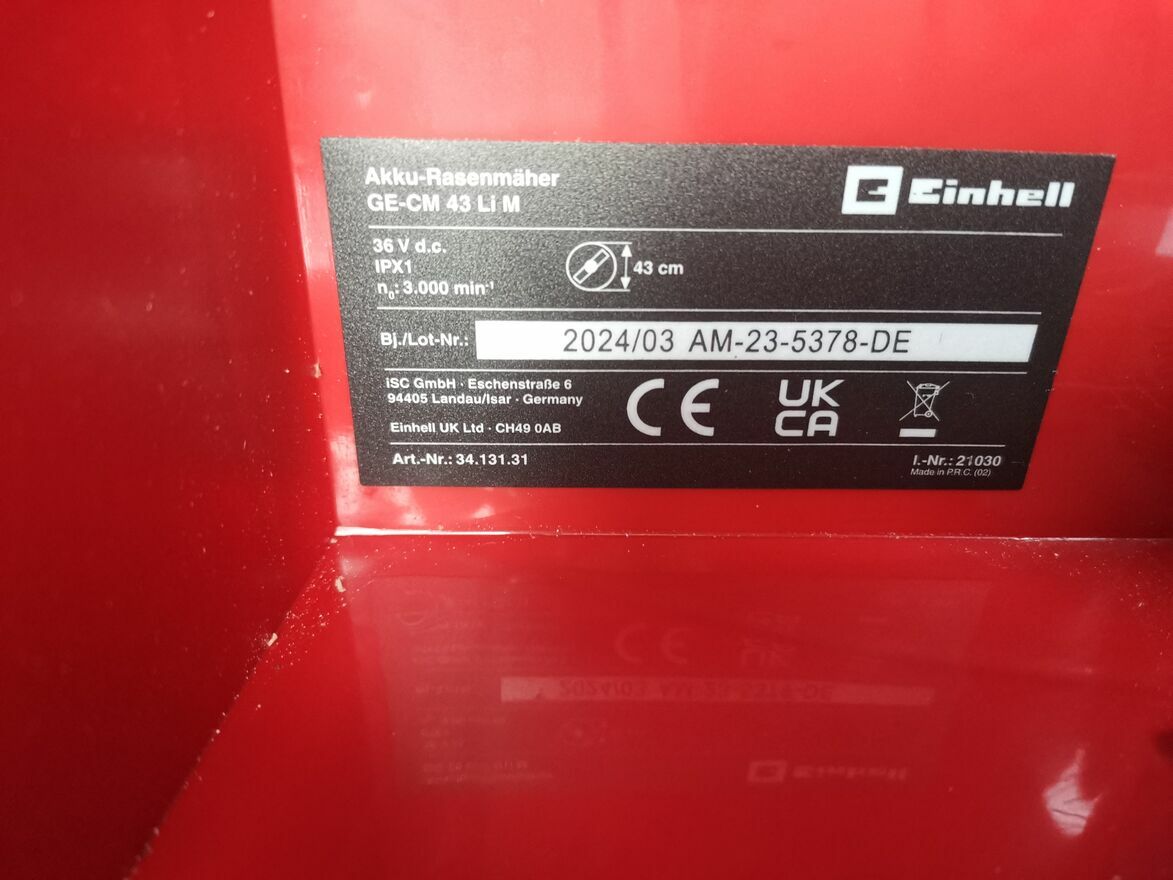 Akku-Rasenmäher
GE-CM 43 Li M
Einhell
36 V d.c.
IPX1
n0: 3.000 min-1
43 cm
Bj./Lot-Nr.: 2024/03 AM-23-5378-DE
iSC GmbH · Eschenstraße 6
94405 Landau/Isar · Germany
Einhell UK Ltd · CH49 0AB
CE
UK
CA
Art.-Nr.: 34.131.31
I.-Nr.: 21030
Made in P.R.C. (02)